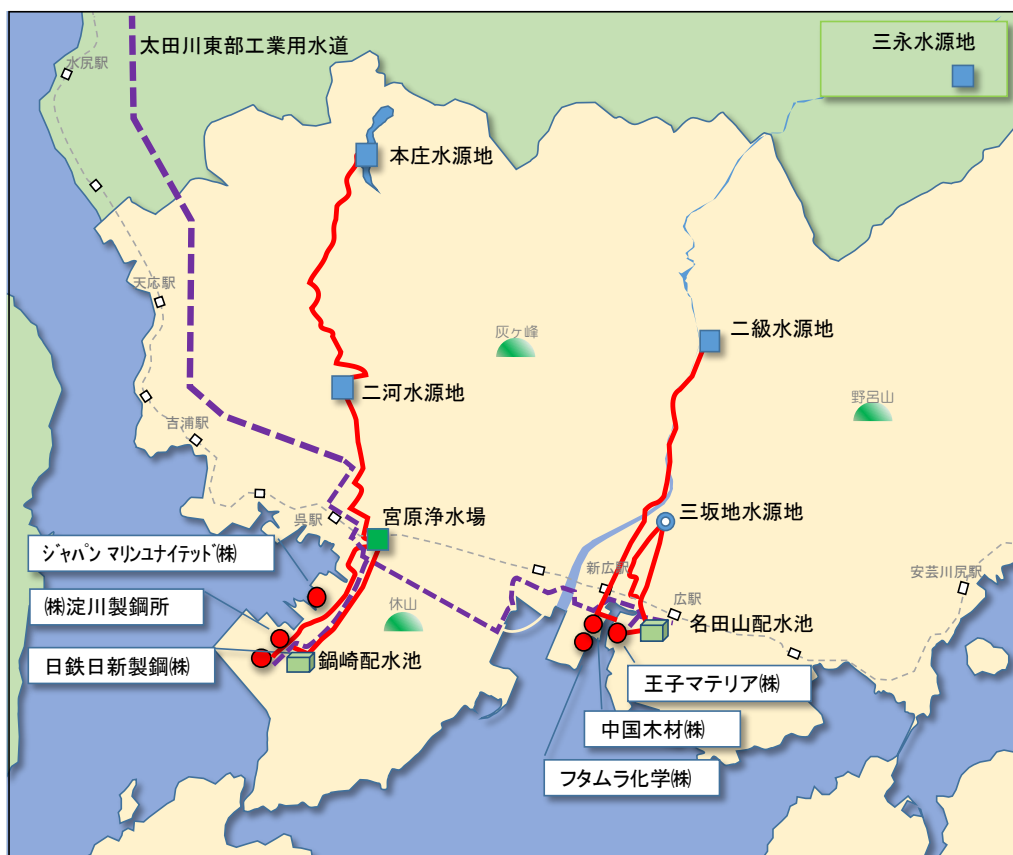 太田川東部工業用水道
三永水源地
水尻駅
本庄水源地
天応駅
灰ヶ峰
二級水源地
二河水源地
野呂山
吉浦駅
呉駅
宮原浄水場
三坂地水源地
ジャパン マリンユナイテッド㈱
新広駅
安芸川尻駅
㈱淀川製鋼所
休山
広駅
名田山配水池
日鉄日新製鋼㈱
鍋崎配水池
王子マテリア㈱
中国木材㈱
フタムラ化学㈱